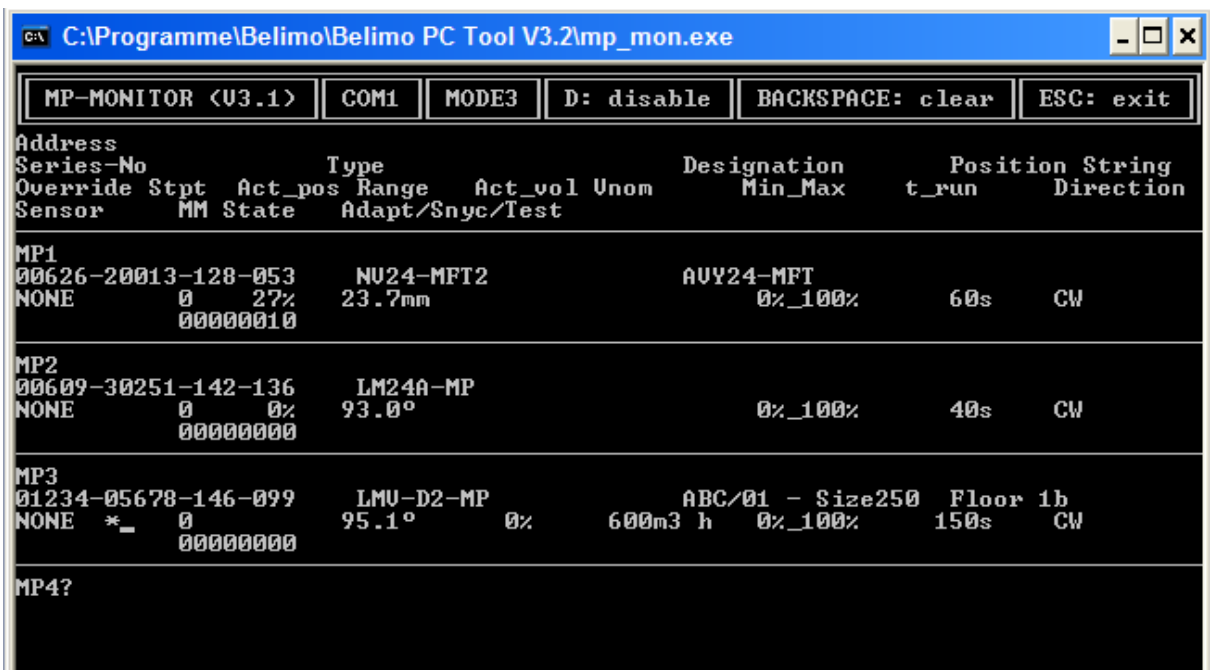 C:\Programme\Belimo\Belimo PC Tool V3.2\mp_mon.exe
MP-MONITOR (V3.1) COM1 MODE3 D: disable BACKSPACE: clear ESC: exit
Address
Series-No Type Designation Position String
Override Stpt Act_pos Range Act_vol Vnom Min_Max t_run Direction
Sensor MM State Adapt/Snyc/Test
MP1
00626-20013-128-053 NV24-MFT2 AVY24-MFT
NONE 0 27% 23.7mm 0%_100% 60s CW
00000010
MP2
00609-30251-142-136 LM24A-MP
NONE 0 0% 93.0º 0%_100% 40s CW
00000000
MP3
01234-05678-146-099 LMV-D2-MP ABC/01 - Size250 Floor 1b
NONE *_ 0 95.1º 0% 600m3 h 0%_100% 150s CW
00000000
MP4?